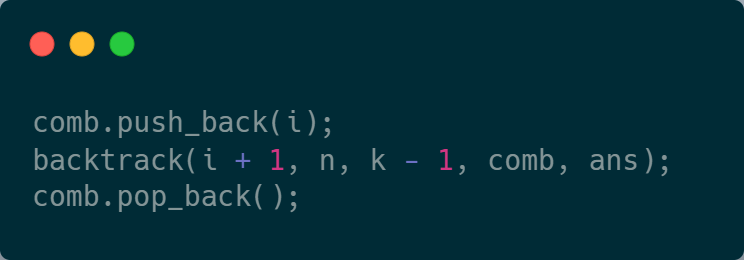 comb.push_back(i);
backtrack(i + 1, n, k - 1, comb, ans);
comb.pop_back();